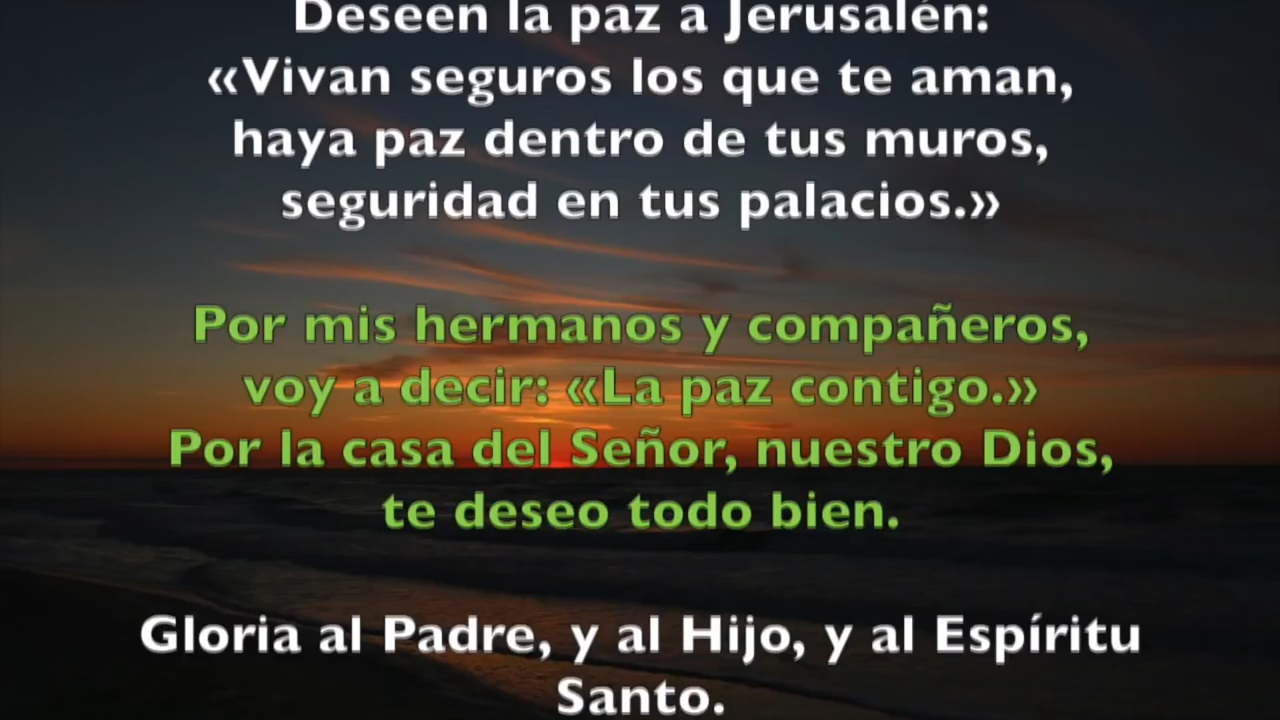 Deseen la paz a Jerusalén:
«Vivan seguros los que te aman,
haya paz dentro de tus muros,
seguridad en tus palacios.»
Por mis hermanos y compañeros,
voy a decir: «La paz contigo.»
Por la casa del Señor, nuestro Dios,
te deseo todo bien.
Gloria al Padre, y al Hijo, y al Espíritu
Santo.